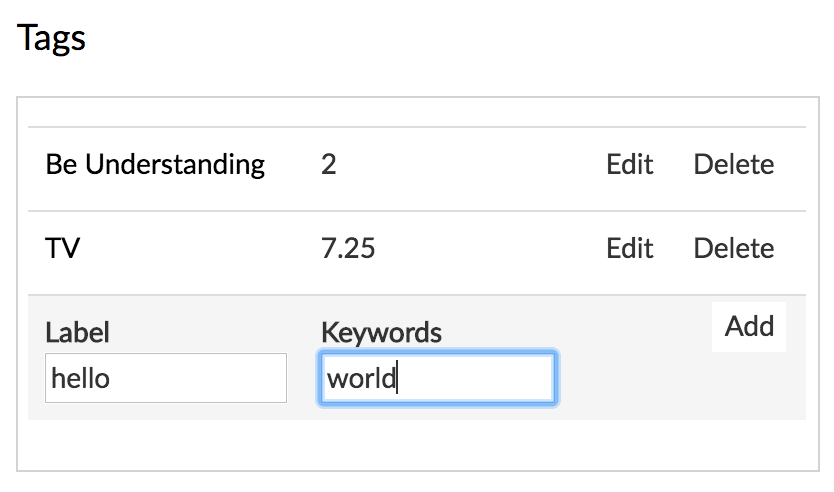 Tags
Be Understanding 2 Edit Delete
TV 7.25 Edit Delete
Label Keywords Add
hello world